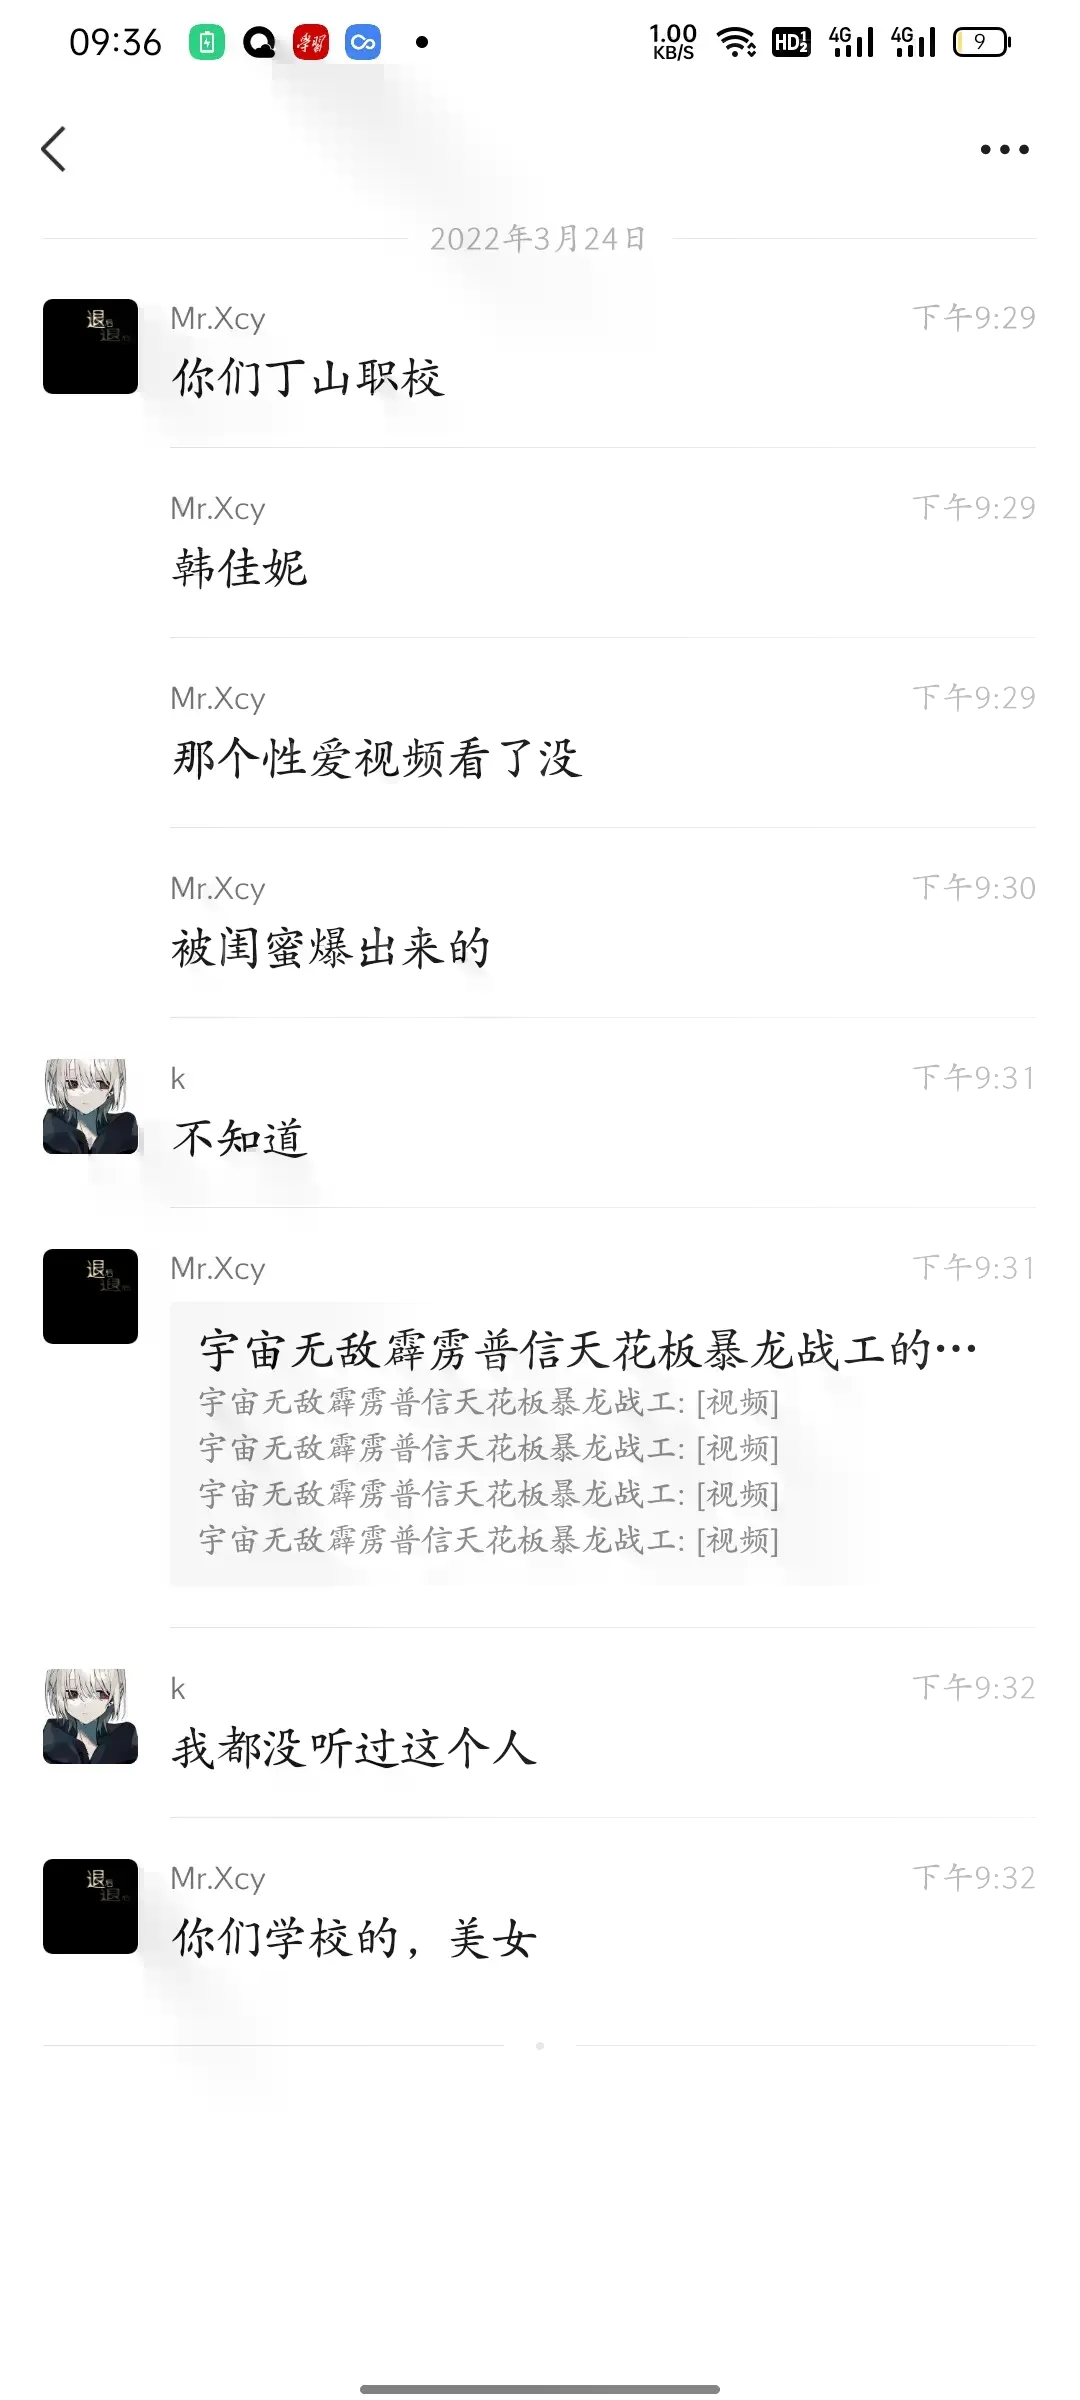 09:36
1.00 KB/S
HD 1 2
4G
4G
9
2022年3月24日
Mr.Xcy
下午9:29
你们丁山职校
Mr.Xcy
下午9:29
韩佳妮
Mr.Xcy
下午9:29
那个性爱视频看了没
Mr.Xcy
下午9:30
被闺蜜爆出来的
k
下午9:31
不知道
Mr.Xcy
下午9:31
宇宙无敌霹雳普信天花板暴龙战工的…
宇宙无敌霹雳普信天花板暴龙战工: [视频]
宇宙无敌霹雳普信天花板暴龙战工: [视频]
宇宙无敌霹雳普信天花板暴龙战工: [视频]
宇宙无敌霹雳普信天花板暴龙战工: [视频]
k
下午9:32
我都没听过这个人
Mr.Xcy
下午9:32
你们学校的，美女